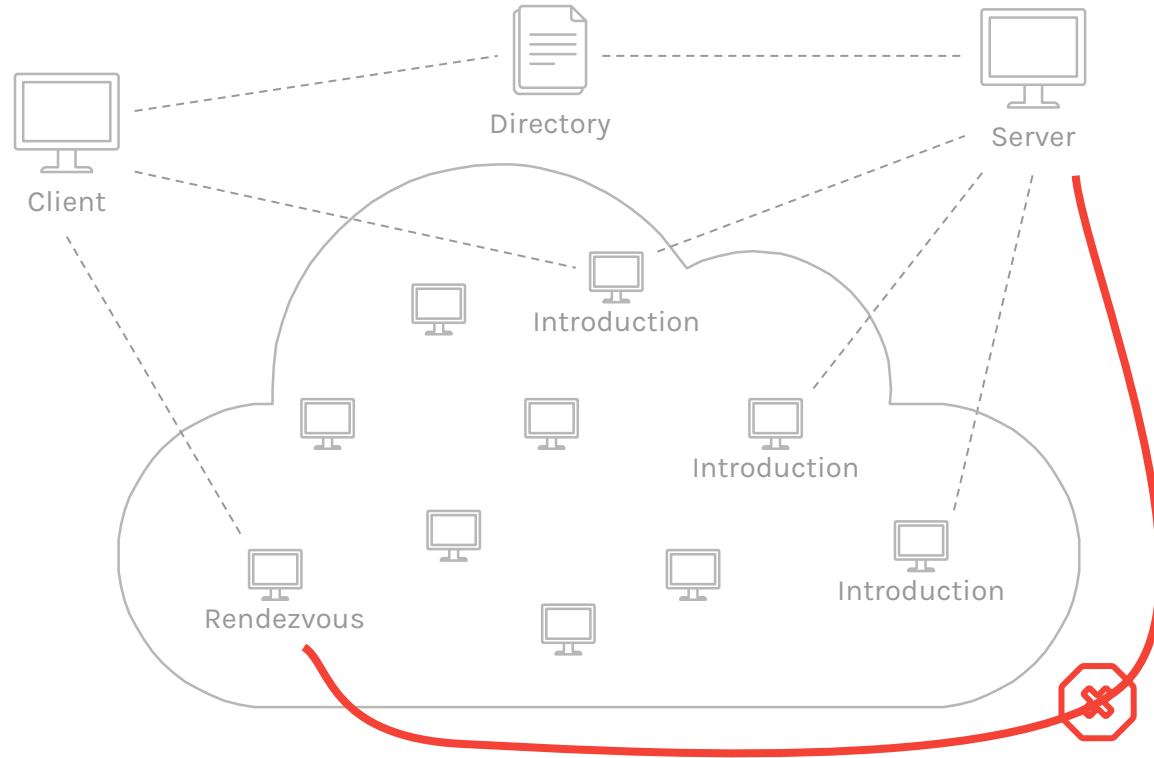 Directory
Server
Client
Introduction
Introduction
Introduction
Rendezvous